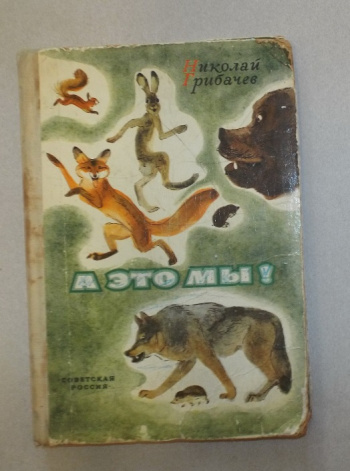 Николай
Грибачев
А ЭТО МЫ!
СОВЕТСКАЯ
РОССИЯ